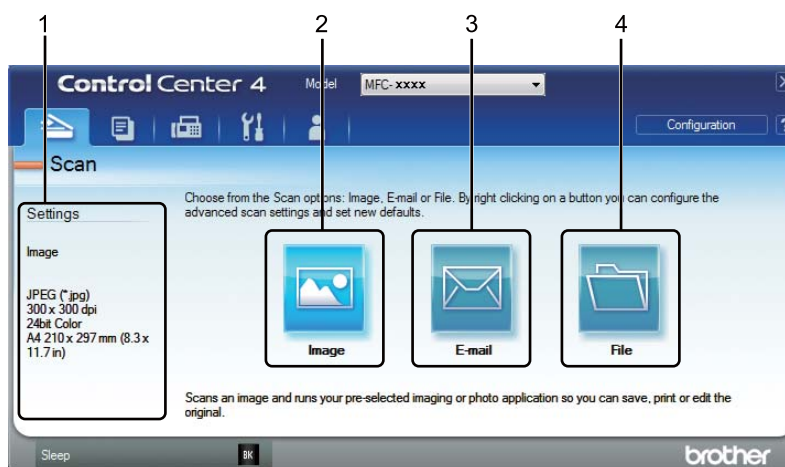 1 2 3 4
ControlCenter 4 Model MFC-xxxx
Configuration ?
Scan
Choose from the Scan options: Image, E-mail or File. By right clicking on a button you can configure the
advanced scan settings and set new defaults.
Settings
Image
JPEG (*.jpg)
300 x 300 dpi
24bit Color
A4 210 x 297 mm (8.3 x
11.7 in)
Image E-mail File
Scans an image and runs your pre-selected imaging or photo application so you can save, print or edit the
original.
Sleep BK brother